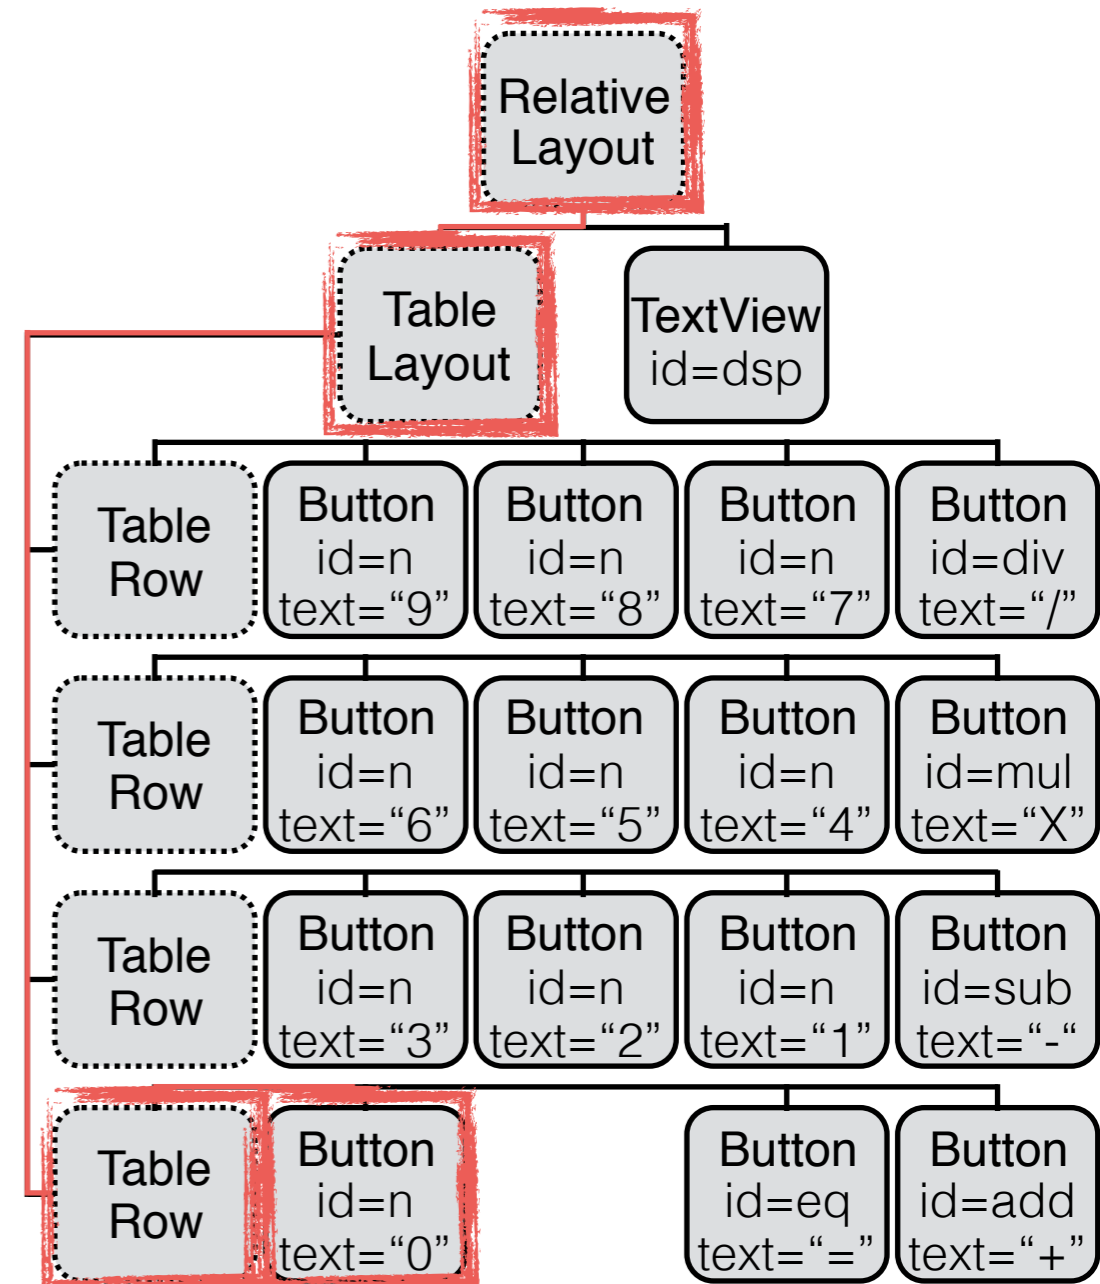 Relative
Layout
Table
Layout
TextView
id=dsp
Table
Row
Button
id=n
text=“9”
Button
id=n
text=“8”
Button
id=n
text=“7”
Button
id=div
text=“/”
Table
Row
Button
id=n
text=“6”
Button
id=n
text=“5”
Button
id=n
text=“4”
Button
id=mul
text=“X”
Table
Row
Button
id=n
text=“3”
Button
id=n
text=“2”
Button
id=n
text=“1”
Button
id=sub
text=“-“
Table
Row
Button
id=n
text=“0”
Button
id=eq
text=“=”
Button
id=add
text=“+”